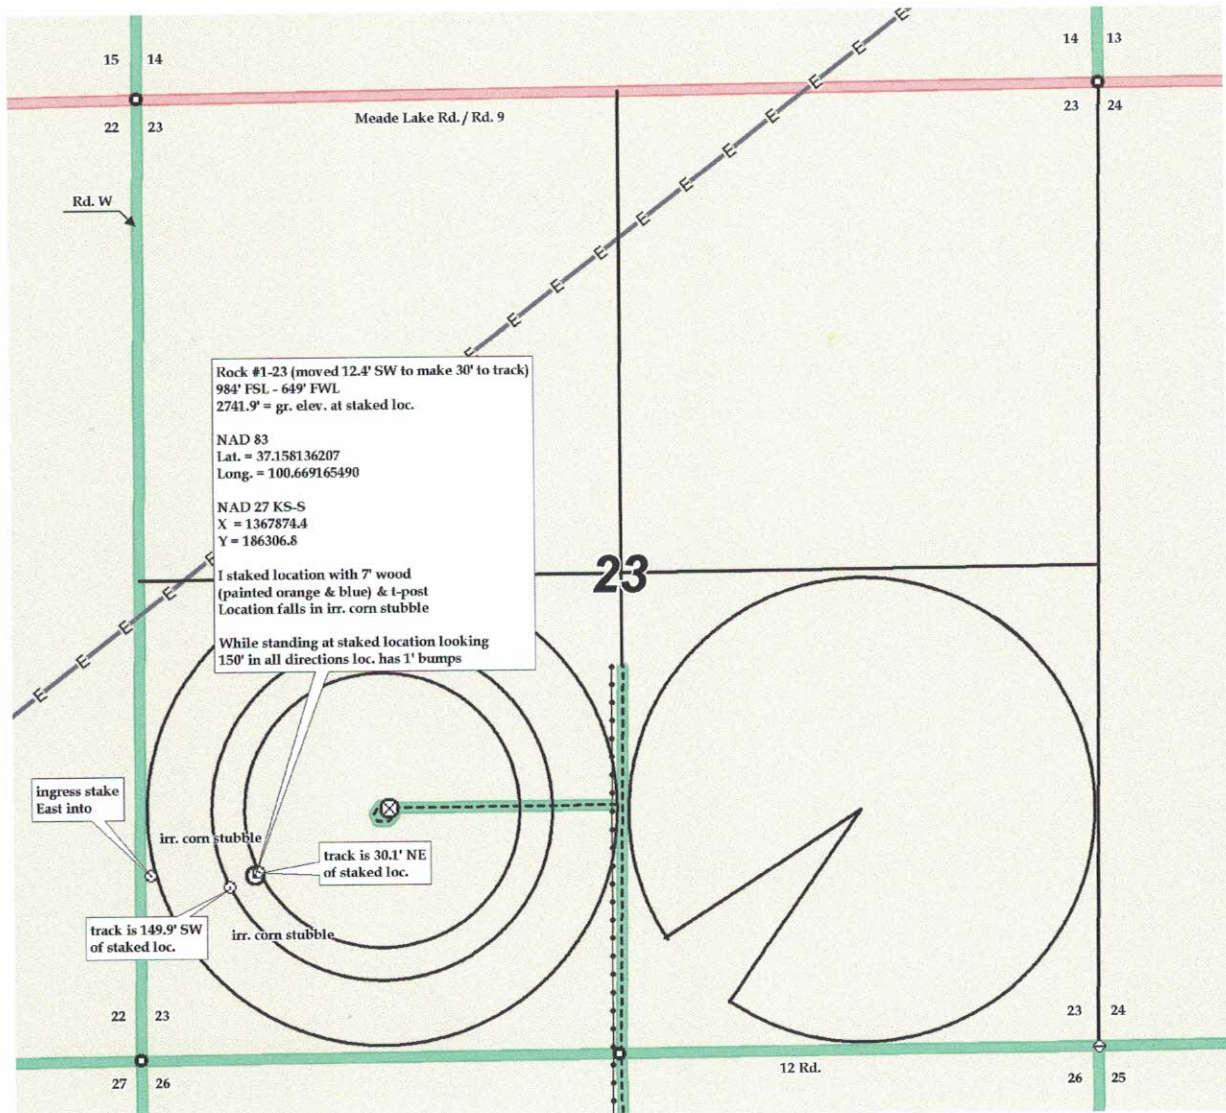 15 14
14 13
22 23
23 24
Meade Lake Rd. / Rd. 9
Rd. W
E
E
E
E
E
E
E
E
E
E
E
Rock #1-23 (moved 12.4' SW to make 30' to track)
984' FSL - 649' FWL
2741.9' = gr. elev. at staked loc.
NAD 83
Lat. = 37.158136207
Long. = 100.669165490
NAD 27 KS-S
X = 1367874.4
Y = 186306.8
I staked location with 7' wood
(painted orange & blue) & t-post
Location falls in irr. corn stubble
While standing at staked location looking
150' in all directions loc. has 1' bumps
E
E
E
E
E
23
ingress stake
East into
irr. corn stubble
track is 30.1' NE
of staked loc.
track is 149.9' SW
of staked loc.
irr. corn stubble
22 23
23 24
27 26
12 Rd.
26 25